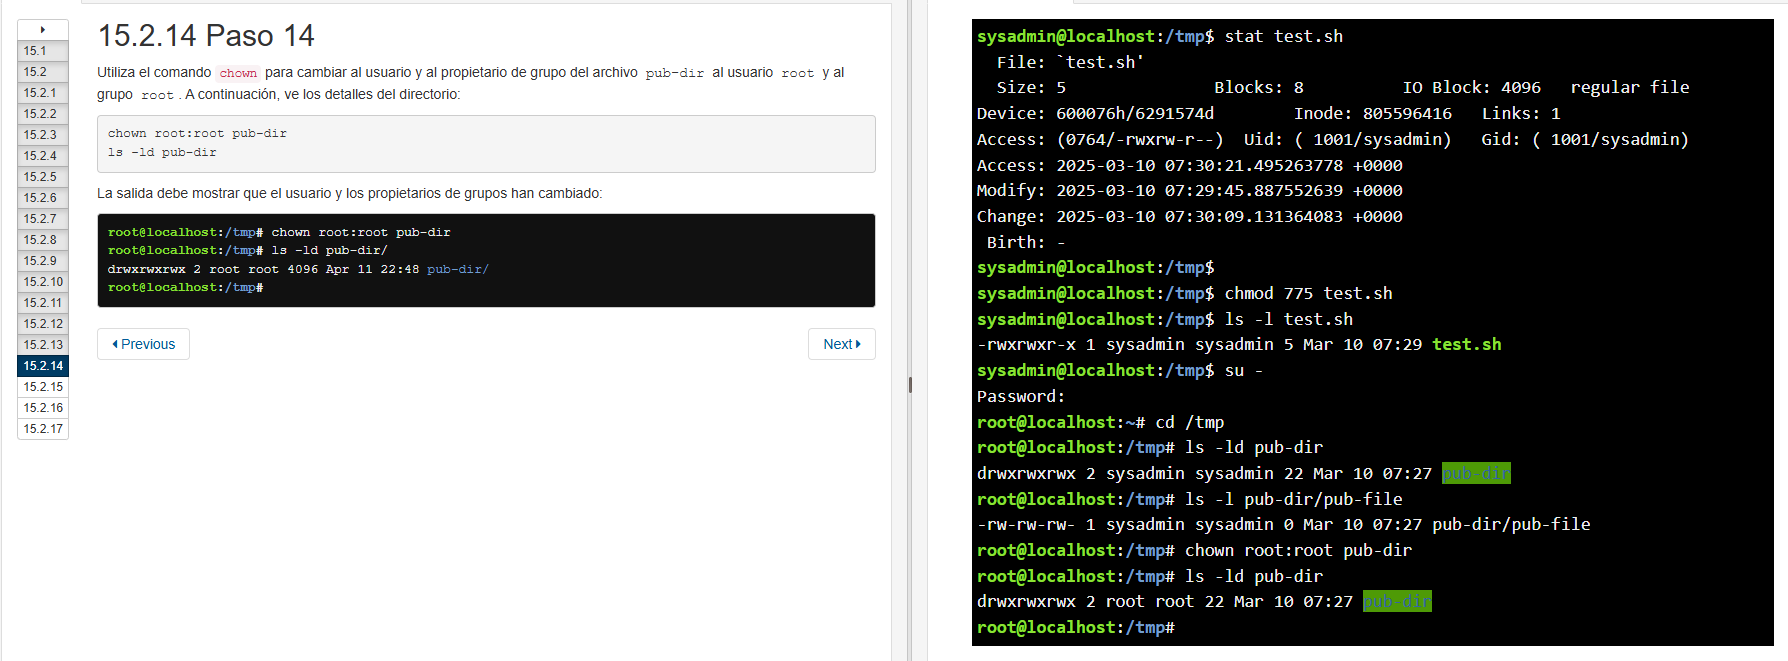 15.1
15.2
15.2.1
15.2.2
15.2.3
15.2.4
15.2.5
15.2.6
15.2.7
15.2.8
15.2.9
15.2.10
15.2.11
15.2.12
15.2.13
15.2.14
15.2.15
15.2.16
15.2.17
15.2.14 Paso 14
Utiliza el comando chown para cambiar al usuario y al propietario de grupo del archivo pub-dir al usuario root y al
grupo root . A continuación, ve los detalles del directorio:
chown root:root pub-dir
ls -ld pub-dir
La salida debe mostrar que el usuario y los propietarios de grupos han cambiado:
root@localhost:/tmp# chown root:root pub-dir
root@localhost:/tmp# ls -ld pub-dir/
drwxrwxrwx 2 root root 4096 Apr 11 22:48 pub-dir/
root@localhost:/tmp#
Previous
Next
sysadmin@localhost:/tmp$ stat test.sh
File: `test.sh'
Size: 5 Blocks: 8 IO Block: 4096 regular file
Device: 600076h/6291574d Inode: 805596416 Links: 1
Access: (0764/-rwxrw-r--) Uid: ( 1001/sysadmin) Gid: ( 1001/sysadmin)
Access: 2025-03-10 07:30:21.495263778 +0000
Modify: 2025-03-10 07:29:45.887552639 +0000
Change: 2025-03-10 07:30:09.131364083 +0000
Birth: -
sysadmin@localhost:/tmp$
sysadmin@localhost:/tmp$ chmod 775 test.sh
sysadmin@localhost:/tmp$ ls -l test.sh
-rwxrwxr-x 1 sysadmin sysadmin 5 Mar 10 07:29 test.sh
sysadmin@localhost:/tmp$ su -
Password:
root@localhost:~# cd /tmp
root@localhost:/tmp# ls -ld pub-dir
drwxrwxrwx 2 sysadmin sysadmin 22 Mar 10 07:27 pub-dir
root@localhost:/tmp# ls -l pub-dir/pub-file
-rw-rw-rw- 1 sysadmin sysadmin 0 Mar 10 07:27 pub-dir/pub-file
root@localhost:/tmp# chown root:root pub-dir
root@localhost:/tmp# ls -ld pub-dir
drwxrwxrwx 2 root root 22 Mar 10 07:27 pub-dir
root@localhost:/tmp#